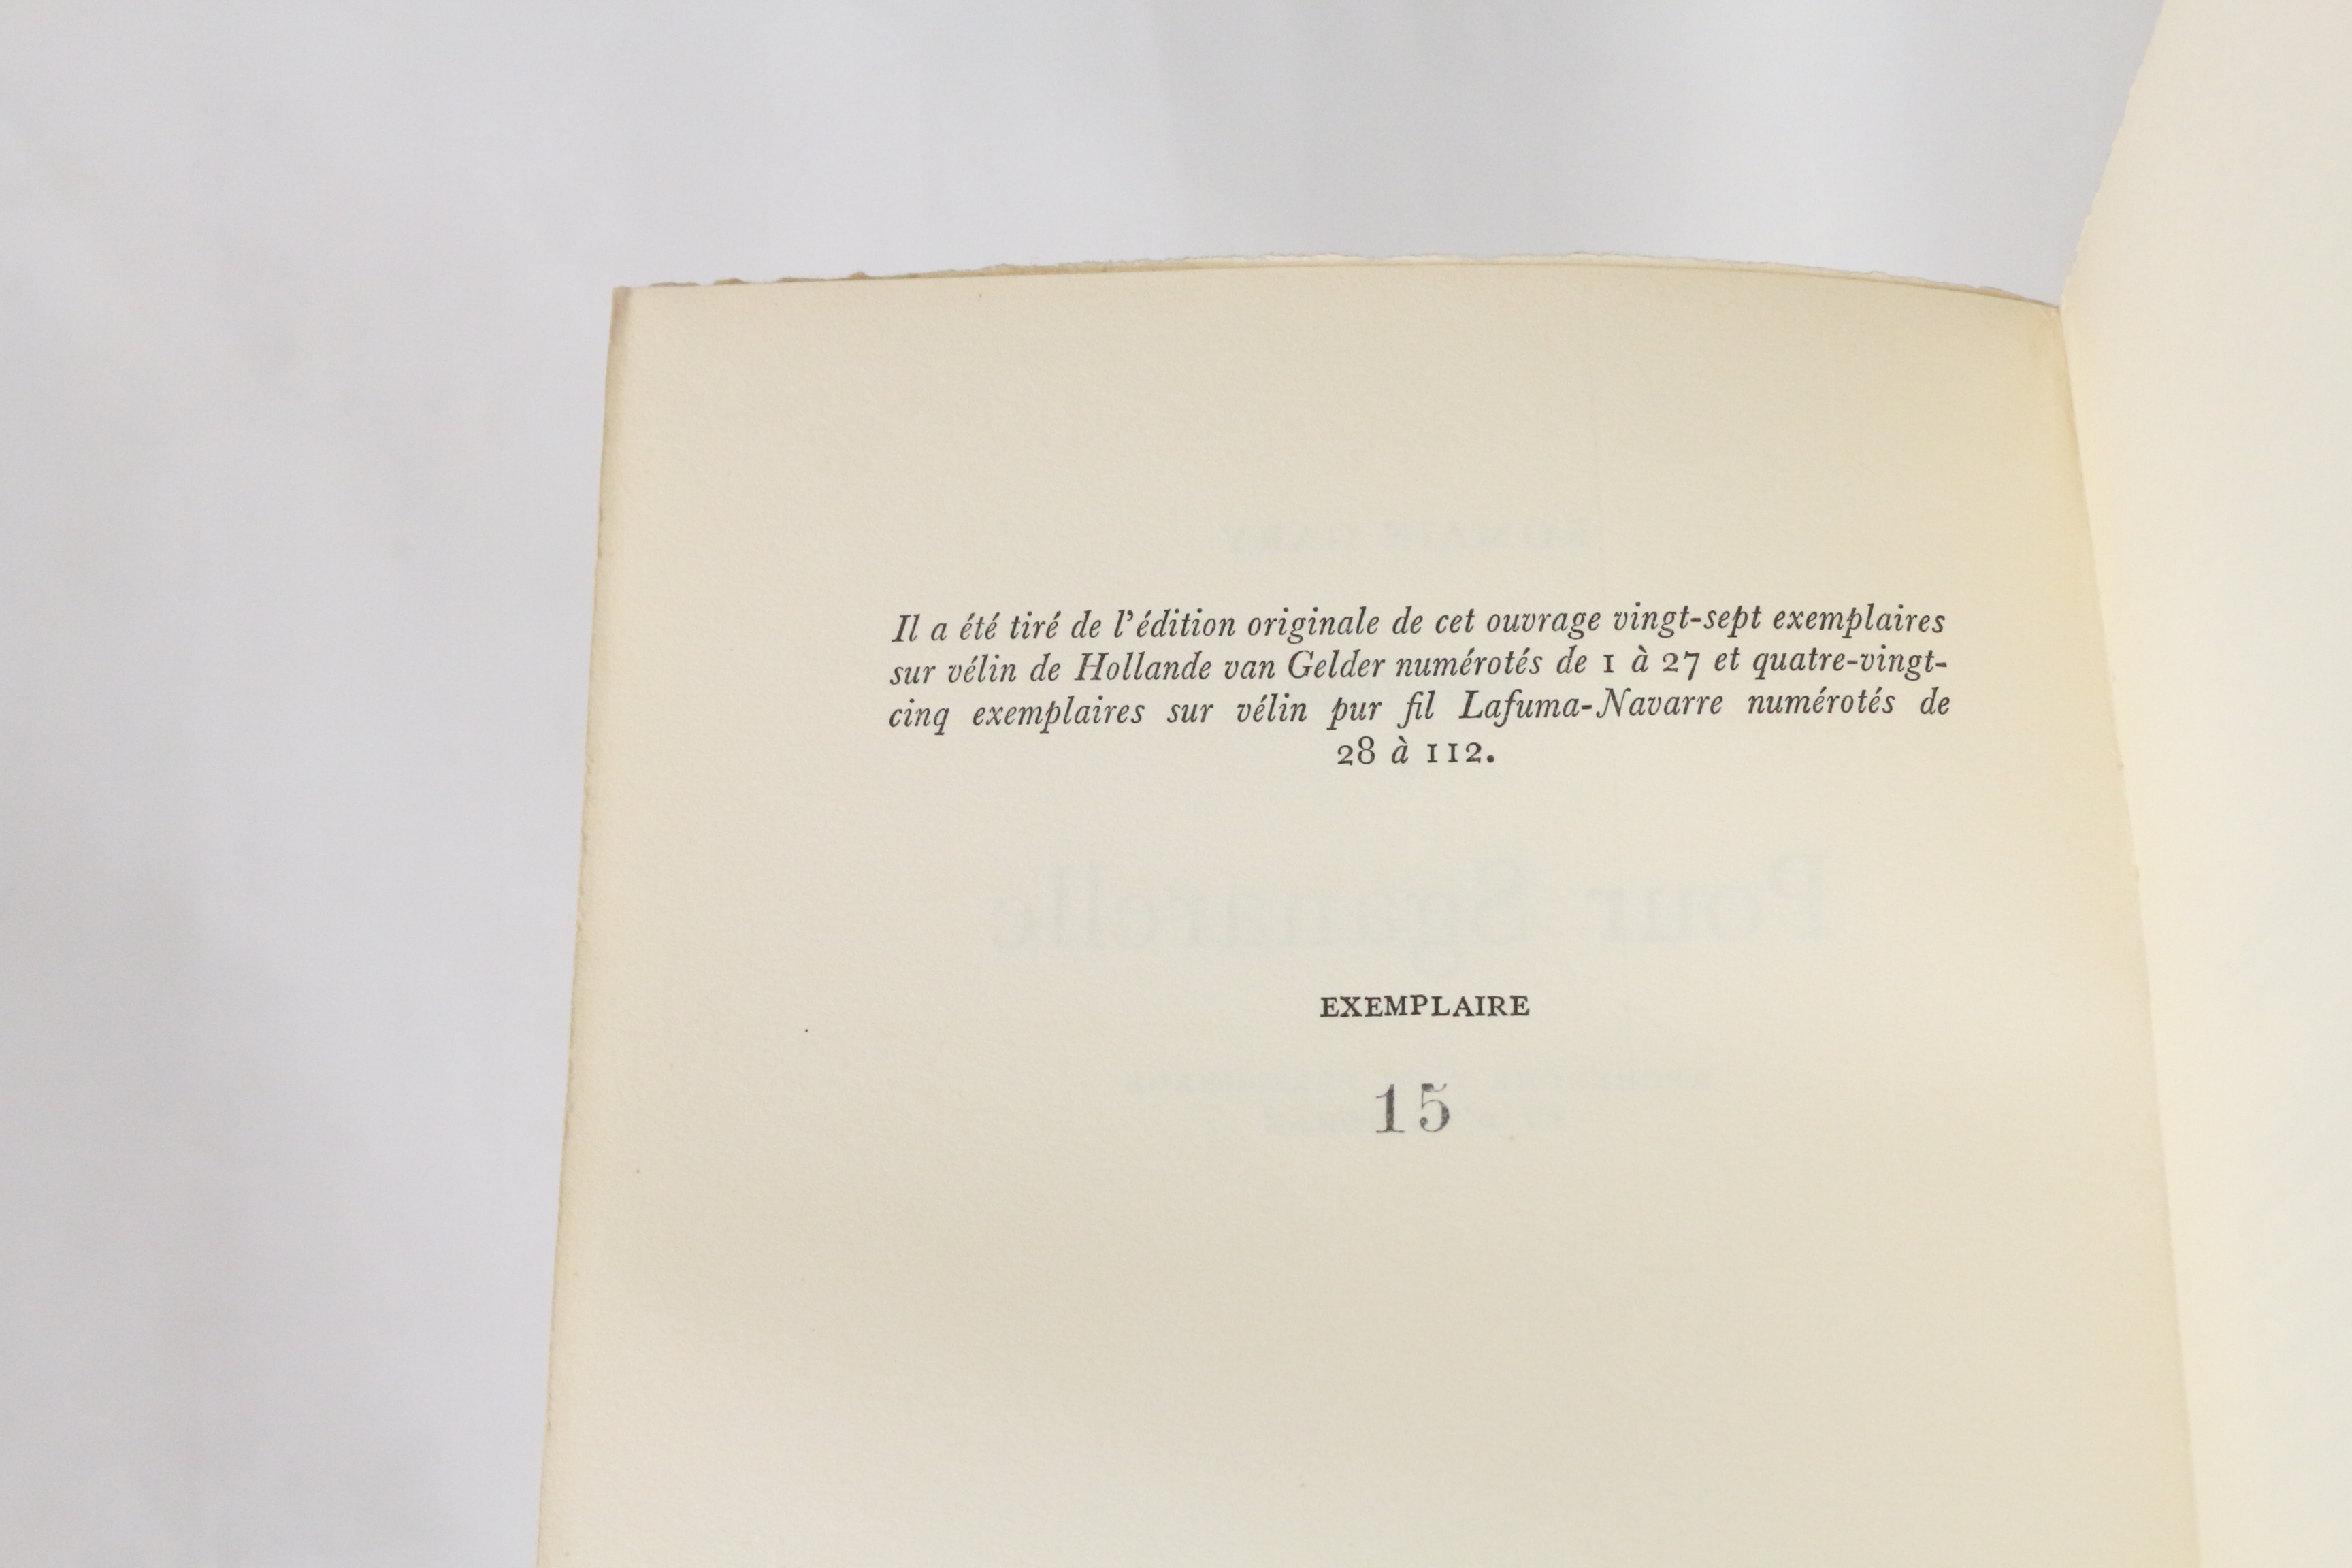 Il a été tiré de l'édition originale de cet ouvrage vingt-sept exemplaires
sur vélin de Hollande van Gelder numérotés de 1 à 27 et quatre-vingt-
cinq exemplaires sur vélin pur fil Lafuma-Navarre numérotés de
28 à 112.
Pour Sganarelle
EXEMPLAIRE
15